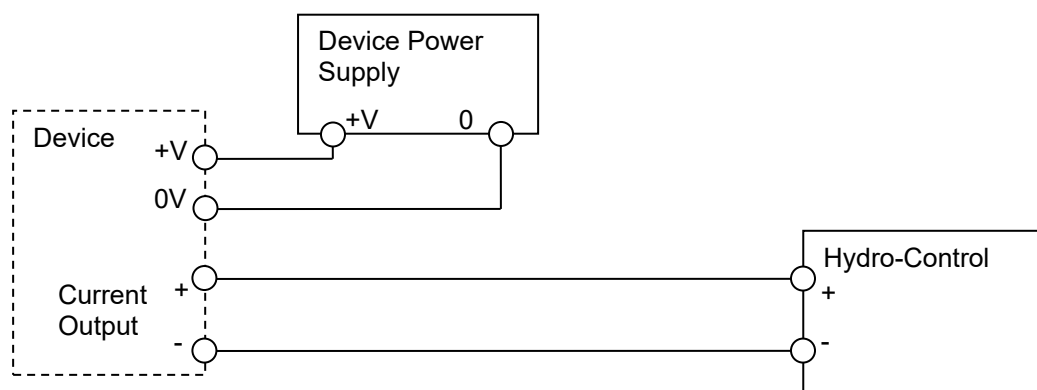 Device Power
Supply
+V
0
Device
+V
0V
Current
Output
+
-
Hydro-Control
+
-